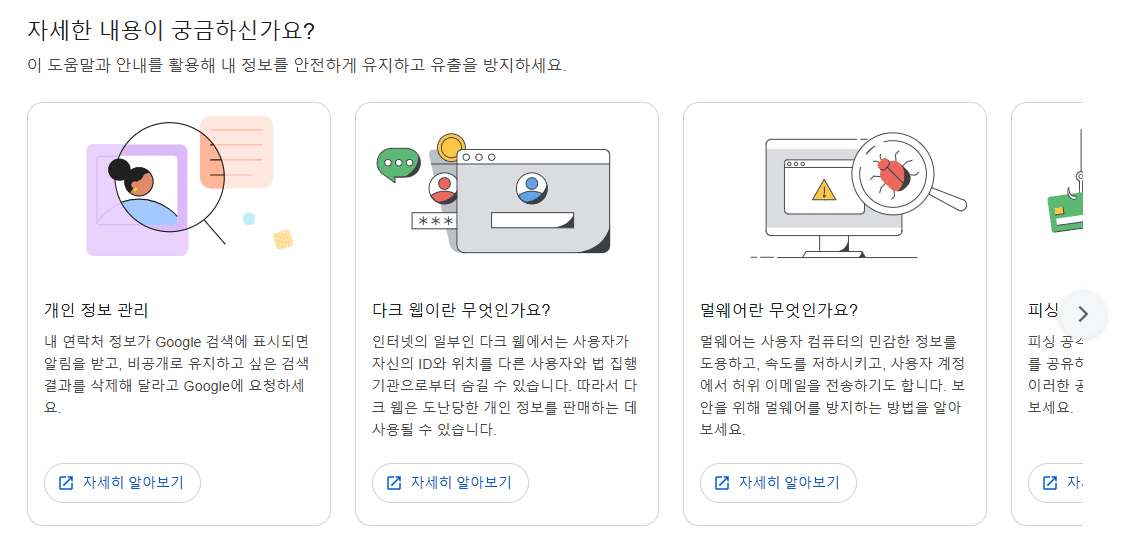 자세한 내용이 궁금하신가요?
이 도움말과 안내를 활용해 내 정보를 안전하게 유지하고 유출을 방지하세요.
개인 정보 관리
내 연락처 정보가 Google 검색에 표시되면
알림을 받고, 비공개로 유지하고 싶은 검색
결과를 삭제해 달라고 Google에 요청하세
요.
자세히 알아보기
***
다크 웹이란 무엇인가요?
인터넷의 일부인 다크 웹에서는 사용자가
자신의 ID와 위치를 다른 사용자와 법 집행
기관으로부터 숨길 수 있습니다. 따라서 다
크 웹은 도난당한 개인 정보를 판매하는 데
사용될 수 있습니다.
자세히 알아보기
멀웨어란 무엇인가요?
멀웨어는 사용자 컴퓨터의 민감한 정보를
도용하고, 속도를 저하시키고, 사용자 계정
에서 허위 이메일을 전송하기도 합니다. 보
안을 위해 멀웨어를 방지하는 방법을 알아
보세요.
자세히 알아보기
피싱
피싱
를 공유하
이러한
보세요.